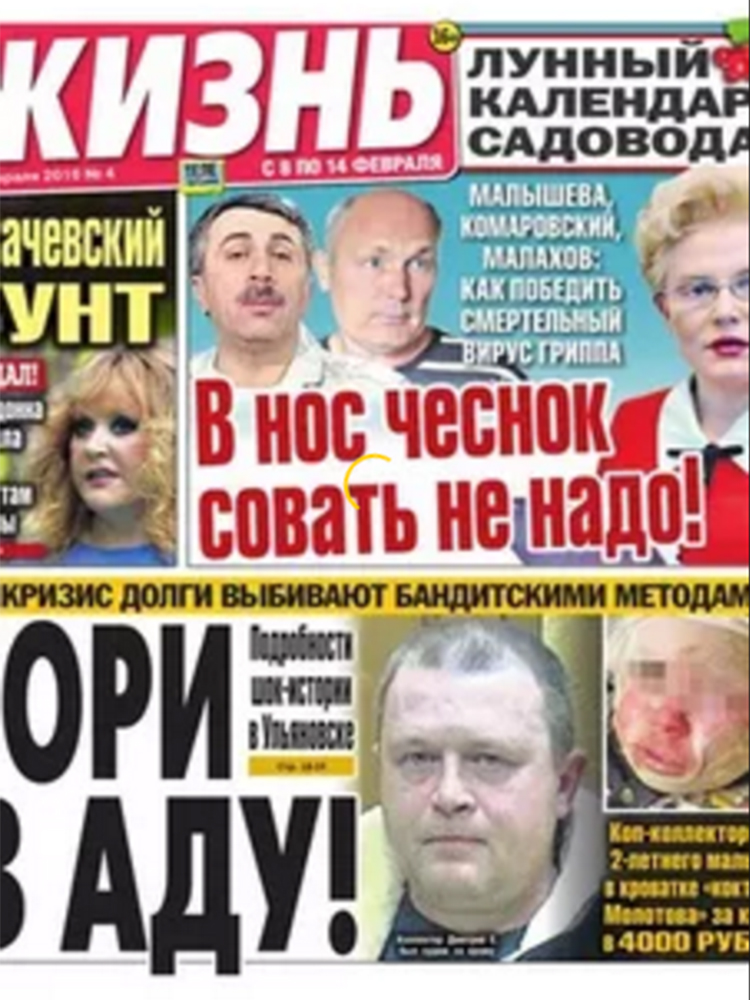 ЖИЗНЬ
16+
ЛУННЫЙ
КАЛЕНДАР
САДОВОДА
С 8 ПО 14 ФЕВРАЛЯ
МАЛЫШЕВА,
КОМАРОВСКИЙ,
МАЛАХОВ:
КАК ПОБЕДИТЬ
СМЕРТЕЛЬНЫЙ
ВИРУС ГРИППА
АЧЕВСКИЙ
УНТ
АЛ!
В НОС ЧЕСНОК
СОВАТЬ НЕ НАДО!
КРИЗИС ДОЛГИ ВЫБИВАЮТ БАНДИТСКИМИ МЕТОДАМ
ОРИ
В АДУ!
Подробности
шок-истории
в Ульяновске
Коп-коллектор
2-летнего мал
в кроватке «кокт
Молотова» за к
в 4000 РУБ